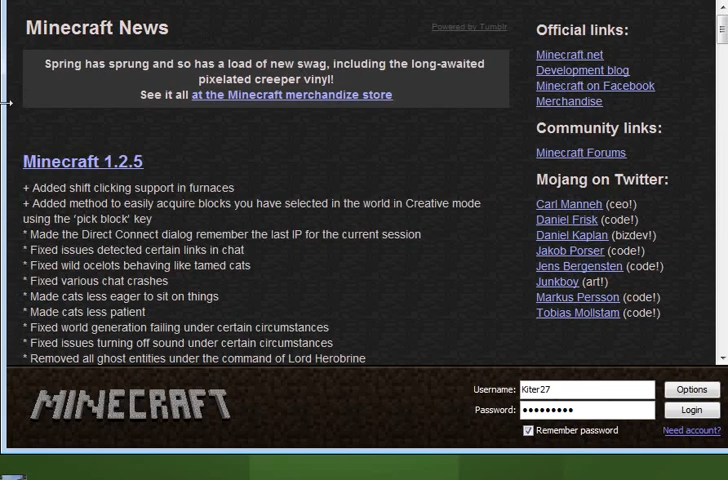 Minecraft News
Powered by Tumblr
Spring has sprung and so has a load of new swag, including the long-awaited
pixelated creeper vinyl!
See it all at the Minecraft merchandize store
Minecraft 1.2.5
+ Added shift clicking support in furnaces
+ Added method to easily acquire blocks you have selected in the world in Creative mode
using the 'pick block' key
* Made the Direct Connect dialog remember the last IP for the current session
* Fixed issues detected certain links in chat
* Fixed wild ocelots behaving like tamed cats
* Fixed various chat crashes
* Made cats less eager to sit on things
* Made cats less patient
* Fixed world generation failing under certain circumstances
* Fixed issues turning off sound under certain circumstances
* Removed all ghost entities under the command of Lord Herobrine
Official links:
Minecraft.net
Development blog
Minecraft on Facebook
Merchandise
Community links:
Minecraft Forums
Mojang on Twitter:
Carl Manneh (ceo!)
Daniel Frisk (code!)
Daniel Kaplan (bizdev!)
Jakob Porser (code!)
Jens Bergensten (code!)
Junkboy (art!)
Markus Persson (code!)
Tobias Mollstam (code!)
MINECRAFT
Username: Kiter27 Options
Password: ●●●●●●●●● Login
Remember password Need account?